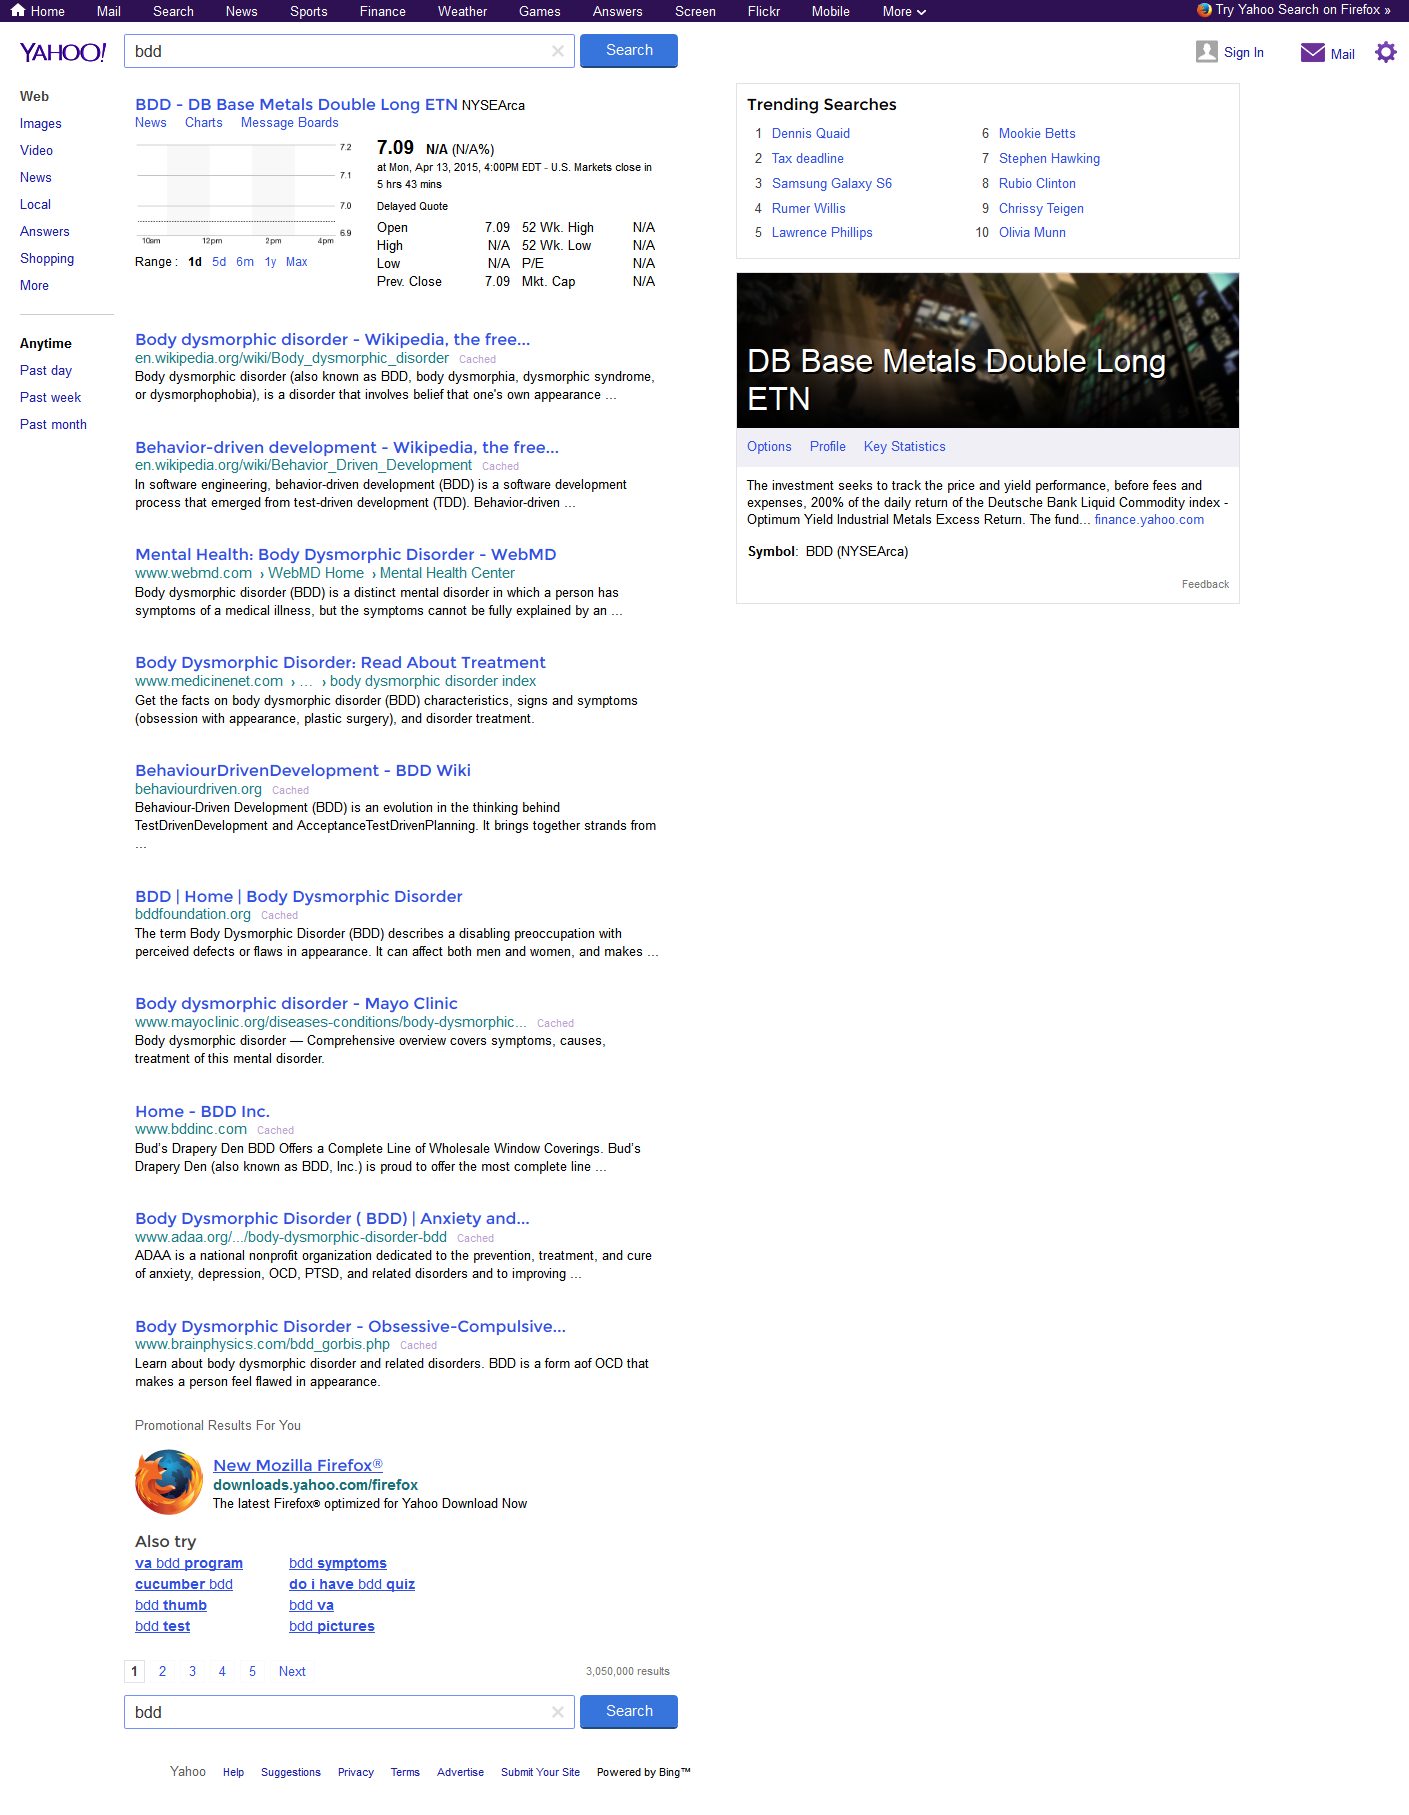 Home Mail Search News Sports Finance Weather Games Answers Screen Flickr Mobile More Try Yahoo Search on Firefox »
YAHOO! bdd Search Sign In Mail
Web
Images
Video
News
Local
Answers
Shopping
More
Anytime
Past day
Past week
Past month
BDD - DB Base Metals Double Long ETN NYSEArca
News Charts Message Boards
7.2
7.1
7.0
6.9
10am 12pm 2pm 4pm
Range : 1d 5d 6m 1y Max
7.09 N/A (N/A%)
at Mon, Apr 13, 2015, 4:00PM EDT - U.S. Markets close in
5 hrs 43 mins
Delayed Quote
Open 7.09 52 Wk. High N/A
High N/A 52 Wk. Low N/A
Low N/A P/E N/A
Prev. Close 7.09 Mkt. Cap N/A
Body dysmorphic disorder - Wikipedia, the free...
en.wikipedia.org/wiki/Body_dysmorphic_disorder Cached
Body dysmorphic disorder (also known as BDD, body dysmorphia, dysmorphic syndrome,
or dysmorphophobia), is a disorder that involves belief that one's own appearance ...
Behavior-driven development - Wikipedia, the free...
en.wikipedia.org/wiki/Behavior_Driven_Development Cached
In software engineering, behavior-driven development (BDD) is a software development
process that emerged from test-driven development (TDD). Behavior-driven ...
Mental Health: Body Dysmorphic Disorder - WebMD
www.webmd.com › WebMD Home › Mental Health Center
Body dysmorphic disorder (BDD) is a distinct mental disorder in which a person has
symptoms of a medical illness, but the symptoms cannot be fully explained by an ...
Body Dysmorphic Disorder: Read About Treatment
www.medicinenet.com › ... › body dysmorphic disorder index
Get the facts on body dysmorphic disorder (BDD) characteristics, signs and symptoms
(obsession with appearance, plastic surgery), and disorder treatment.
BehaviourDrivenDevelopment - BDD Wiki
behaviourdriven.org Cached
Behaviour-Driven Development (BDD) is an evolution in the thinking behind
TestDrivenDevelopment and AcceptanceTestDrivenPlanning. It brings together strands from
...
BDD | Home | Body Dysmorphic Disorder
bddfoundation.org Cached
The term Body Dysmorphic Disorder (BDD) describes a disabling preoccupation with
perceived defects or flaws in appearance. It can affect both men and women, and makes ...
Body dysmorphic disorder - Mayo Clinic
www.mayoclinic.org/diseases-conditions/body-dysmorphic... Cached
Body dysmorphic disorder — Comprehensive overview covers symptoms, causes,
treatment of this mental disorder.
Home - BDD Inc.
www.bddinc.com Cached
Bud's Drapery Den BDD Offers a Complete Line of Wholesale Window Coverings. Bud's
Drapery Den (also known as BDD, Inc.) is proud to offer the most complete line ...
Body Dysmorphic Disorder ( BDD) | Anxiety and...
www.adaa.org/.../body-dysmorphic-disorder-bdd Cached
ADAA is a national nonprofit organization dedicated to the prevention, treatment, and cure
of anxiety, depression, OCD, PTSD, and related disorders and to improving ...
Body Dysmorphic Disorder - Obsessive-Compulsive...
www.brainphysics.com/bdd_gorbis.php Cached
Learn about body dysmorphic disorder and related disorders. BDD is a form aof OCD that
makes a person feel flawed in appearance.
Promotional Results For You
New Mozilla Firefox®
downloads.yahoo.com/firefox
The latest Firefox® optimized for Yahoo Download Now
Also try
va bdd program bdd symptoms
cucumber bdd do i have bdd quiz
bdd thumb bdd va
bdd test bdd pictures
1 2 3 4 5 Next 3,050,000 results
bdd Search
Trending Searches
1 Dennis Quaid 6 Mookie Betts
2 Tax deadline 7 Stephen Hawking
3 Samsung Galaxy S6 8 Rubio Clinton
4 Rumer Willis 9 Chrissy Teigen
5 Lawrence Phillips 10 Olivia Munn
DB Base Metals Double Long
ETN
Options Profile Key Statistics
The investment seeks to track the price and yield performance, before fees and
expenses, 200% of the daily return of the Deutsche Bank Liquid Commodity index -
Optimum Yield Industrial Metals Excess Return. The fund... finance.yahoo.com
Symbol: BDD (NYSEArca)
Feedback
Yahoo Help Suggestions Privacy Terms Advertise Submit Your Site Powered by Bing™